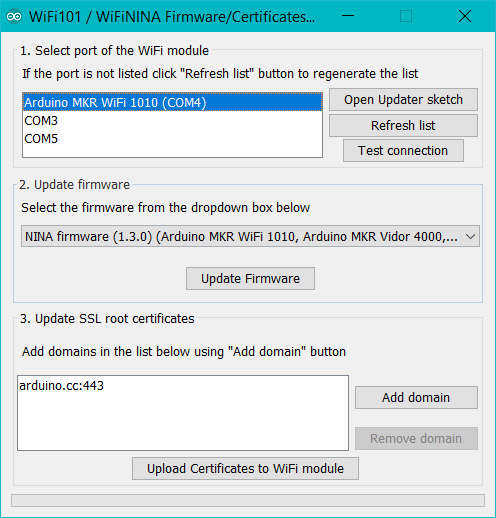 WiFi101 / WiFiNINA Firmware/Certificates...
1. Select port of the WiFi module
If the port is not listed click "Refresh list" button to regenerate the list
Arduino MKR WiFi 1010 (COM4)
COM3
COM5
Open Updater sketch
Refresh list
Test connection
2. Update firmware
Select the firmware from the dropdown box below
NINA firmware (1.3.0) (Arduino MKR WiFi 1010, Arduino MKR Vidor 4000,...
Update Firmware
3. Update SSL root certificates
Add domains in the list below using "Add domain" button
arduino.cc:443
Add domain
Remove domain
Upload Certificates to WiFi module